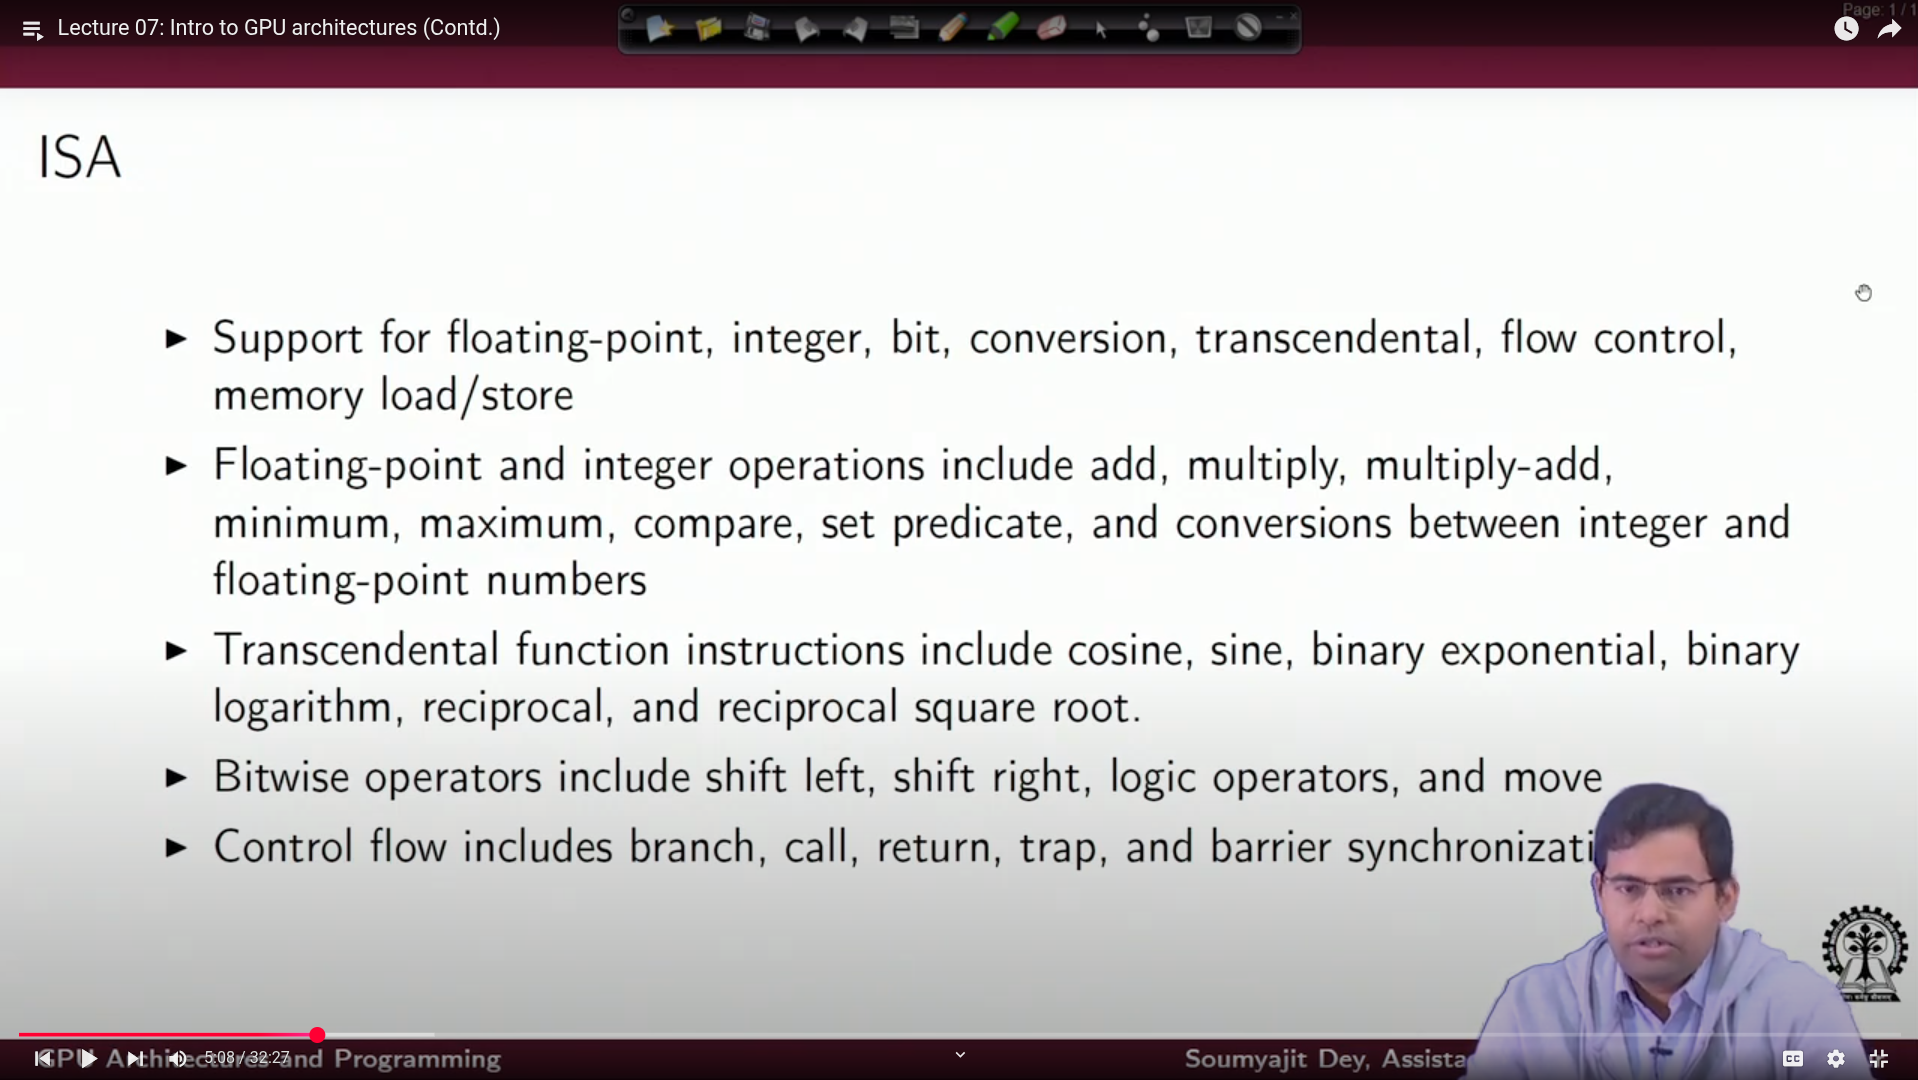 Page: 1 / 1
Lecture 07: Intro to GPU architectures (Contd.)
ISA
Support for floating-point, integer, bit, conversion, transcendental, flow control,
memory load/store
Floating-point and integer operations include add, multiply, multiply-add,
minimum, maximum, compare, set predicate, and conversions between integer and
floating-point numbers
Transcendental function instructions include cosine, sine, binary exponential, binary
logarithm, reciprocal, and reciprocal square root.
Bitwise operators include shift left, shift right, logic operators, and move
Control flow includes branch, call, return, trap, and barrier synchronizati
5:08 / 32:27
GPU Architectures and Programming
Soumyajit Dey, Assista
CC